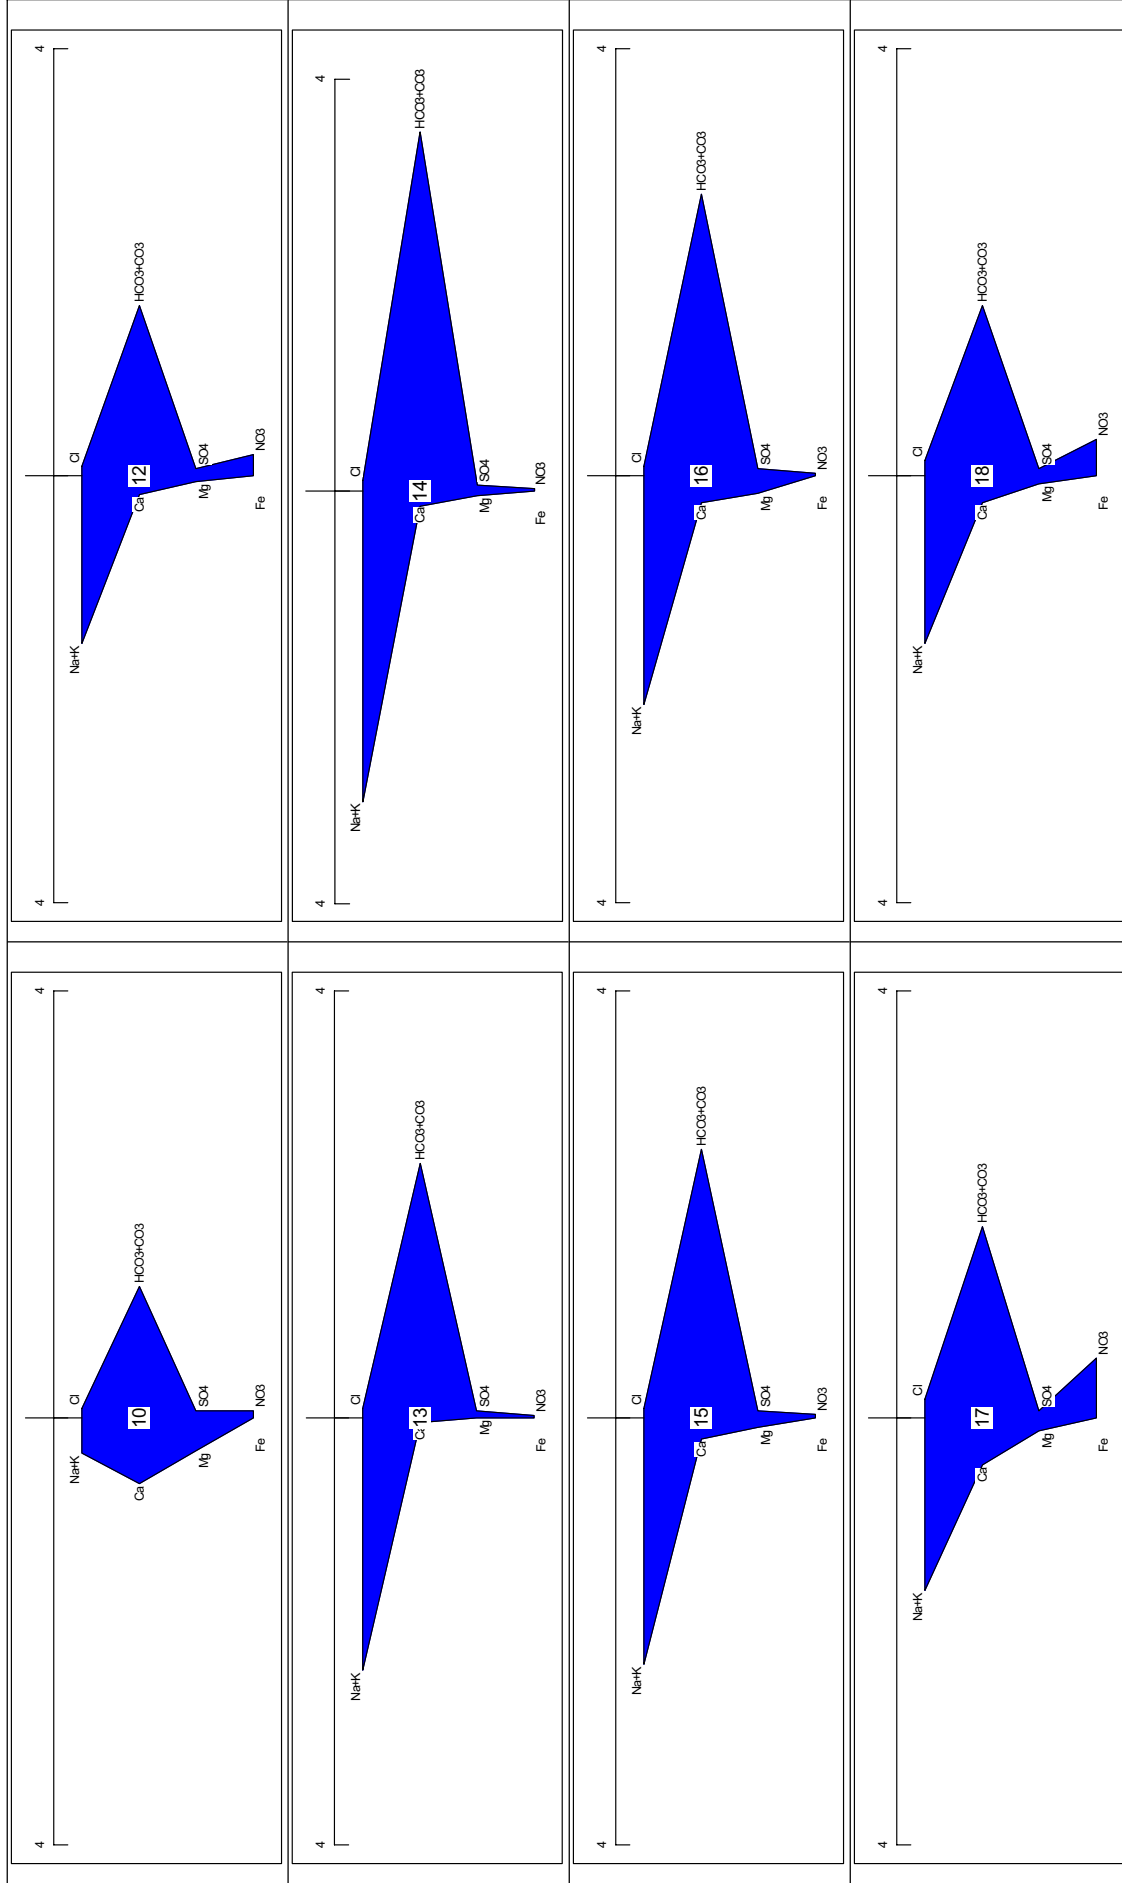 4 4
Na+K Cl
Ca 10 HCO3+CO3
Mg SO4
Fe NO3
4 4
Na+K Cl
Ca 12 HCO3+CO3
Mg SO4
Fe NO3
4 4
Na+K Cl
Ca 13 HCO3+CO3
Mg SO4
Fe NO3
4 4
Na+K Cl
Ca 14 HCO3+CO3
Mg SO4
Fe NO3
4 4
Na+K Cl
Ca 15 HCO3+CO3
Mg SO4
Fe NO3
4 4
Na+K Cl
Ca 16 HCO3+CO3
Mg SO4
Fe NO3
4 4
Na+K Cl
Ca 17 HCO3+CO3
Mg SO4
Fe NO3
4 4
Na+K Cl
Ca 18 HCO3+CO3
Mg SO4
Fe NO3